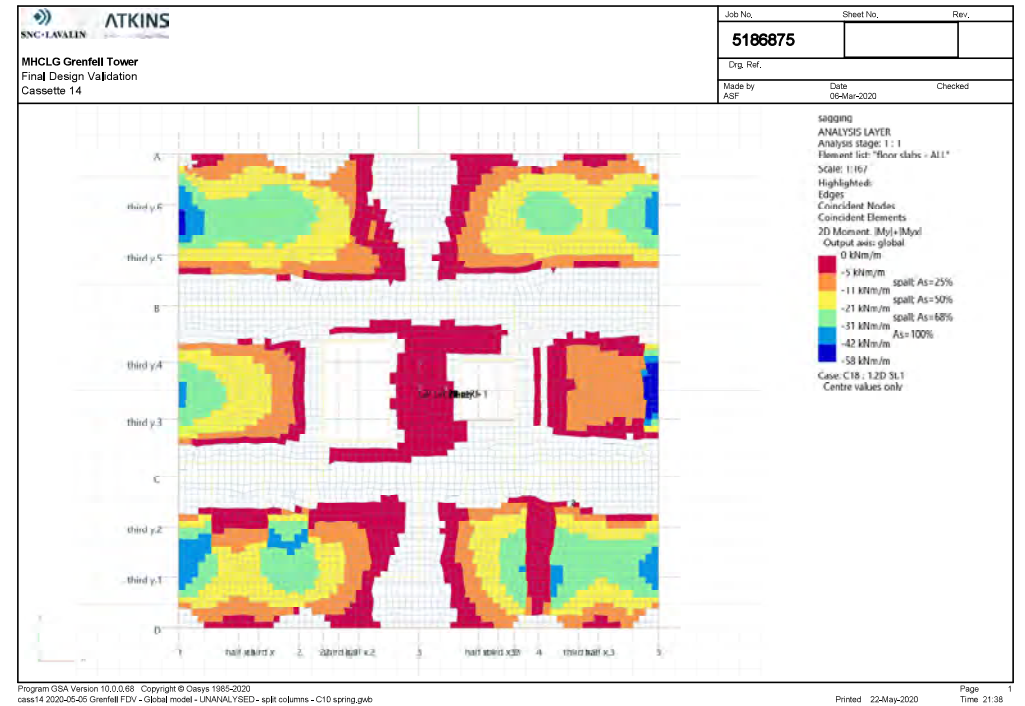 SNC·LAVALIN ATKINS
MHCLG Grenfell Tower
Final Design Validation
Cassette 14
Job No. Sheet No. Rev.
5186875
Drg. Ref.
Made by Date Checked
ASF 06-Mar-2020
sagging
ANALYSIS LAYER
Analysis stage: 1 : 1
Element list: "floor slabs - ALL"
Scale: 1:167
Highlighted:
Edges
Coincident Nodes
Coincident Elements
2D Moment, |My|+|Myx|
Output axis: global
0 kNm/m
-5 kNm/m
spall; As=25%
-11 kNm/m
spall; As=50%
-21 kNm/m
spall; As=68%
-31 kNm/m
As=100%
-42 kNm/m
-58 kNm/m
Case: C18 : 1.2D SL1
Centre values only
A
third y.6
third y.5
B
third y.4
third y.3
C
third y.2
third y.1
D
1 2 3 4 third half x.3 5
Program GSA Version 10.0.0.68 Copyright © Oasys 1985-2020
cass14 2020-05-05 Grenfell FDV - Global model - UNANALYSED - split columns - C10 spring.gwb
Printed 22-May-2020
Page 1
Time 21:38